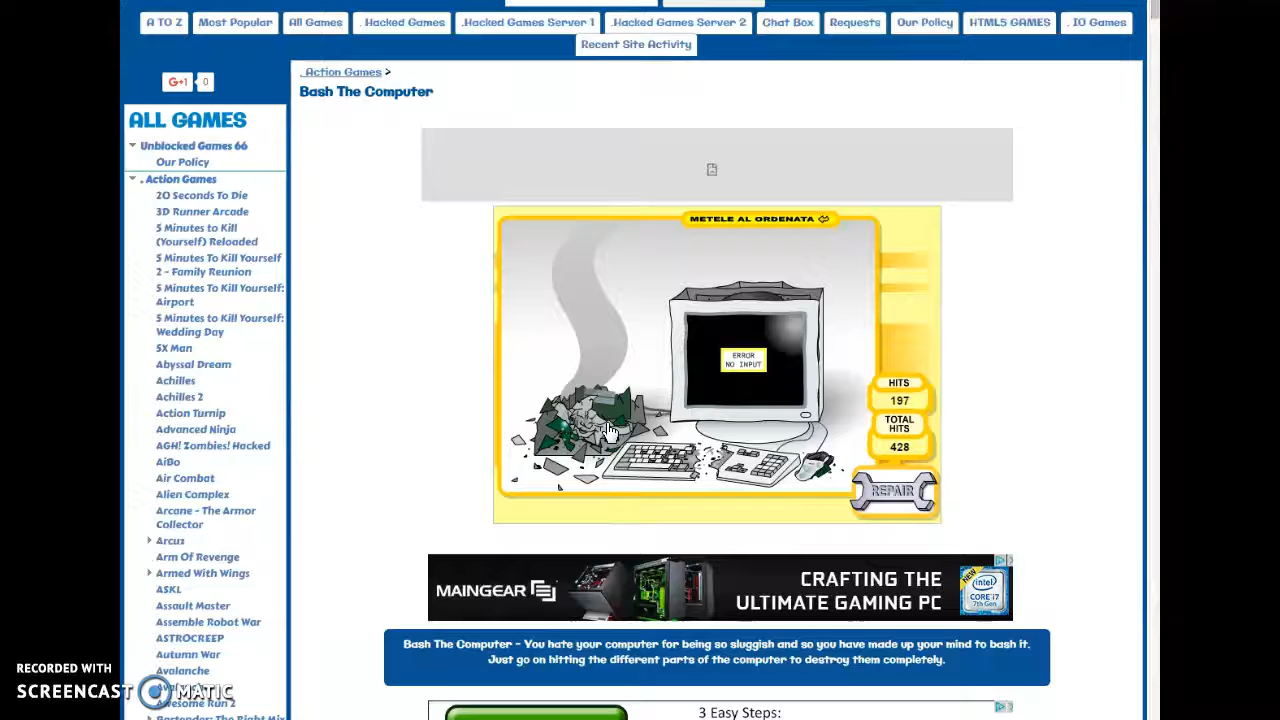 A TO Z
Most Popular
All Games
. Hacked Games
.Hacked Games Server 1
.Hacked Games Server 2
Chat Box
Requests
Our Policy
HTML5 GAMES
. IO Games
Recent Site Activity
G+1 0
. Action Games >
Bash The Computer
ALL GAMES
Unblocked Games 66
Our Policy
. Action Games
20 Seconds To Die
3D Runner Arcade
5 Minutes to Kill
(Yourself) Reloaded
5 Minutes To Kill Yourself
2 - Family Reunion
5 Minutes To Kill Yourself:
Airport
5 Minutes to Kill Yourself:
Wedding Day
5X Man
Abyssal Dream
Achilles
Achilles 2
Action Turnip
Advanced Ninja
AGH! Zombies! Hacked
AiBo
Air Combat
Alien Complex
Arcane - The Armor
Collector
Arcuz
Arm Of Revenge
Armed With Wings
ASKL
Assault Master
Assemble Robot War
ASTROCREEP
Autumn War
Avalanche
Awesome Run 2
Bartender: The Right Mix
METELE AL ORDENATA
ERROR
NO INPUT
HITS
197
TOTAL
HITS
428
REPAIR
MAINGEAR
CRAFTING THE
ULTIMATE GAMING PC
NEW
intel
CORE i7
7th Gen
Bash The Computer - You hate your computer for being so sluggish and so you have made up your mind to bash it.
Just go on hitting the different parts of the computer to destroy them completely.
3 Easy Steps:
RECORDED WITH
SCREENCAST MATIC